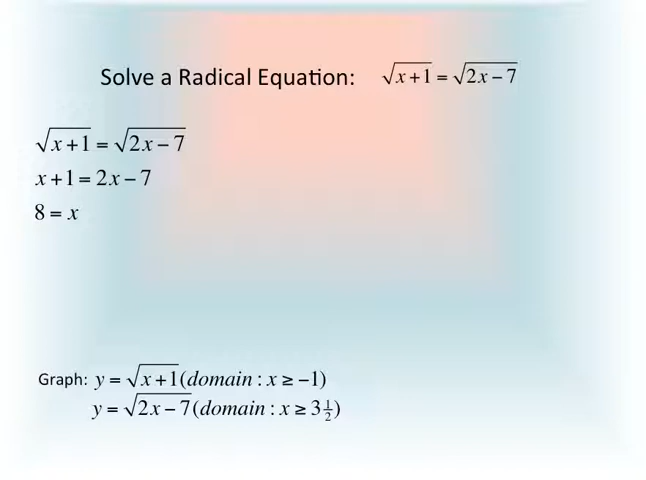 Solve a Radical Equation: √x+1 = √2x−7
√x+1 = √2x−7
x+1 = 2x−7
8 = x
Graph: y = √x+1 (domain : x ≥ −1)
y = √2x−7 (domain : x ≥ 3½)